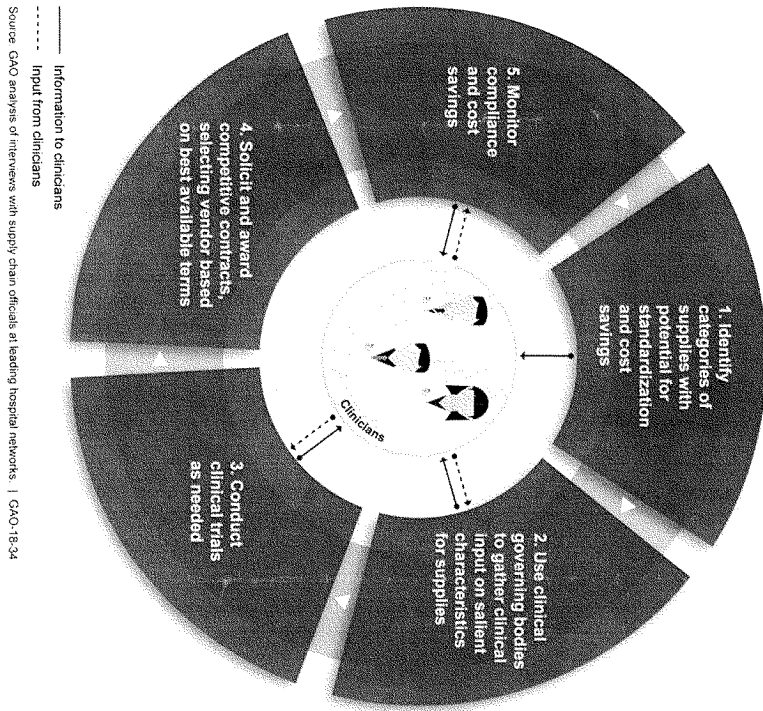 1. Identify
categories of
supplies with
potential for
standardization
and cost
savings
2. Use clinical
governing bodies
to gather clinical
input on salient
characteristics
for supplies
3. Conduct
clinical trials
as needed
4. Solicit and award
competitive contracts,
selecting vendor based
on best available terms
5. Monitor
compliance
and cost
savings
Clinicians
Information to clinicians
Input from clinicians
Source: GAO analysis of interviews with supply chain officials at leading hospital networks. | GAO-18-34